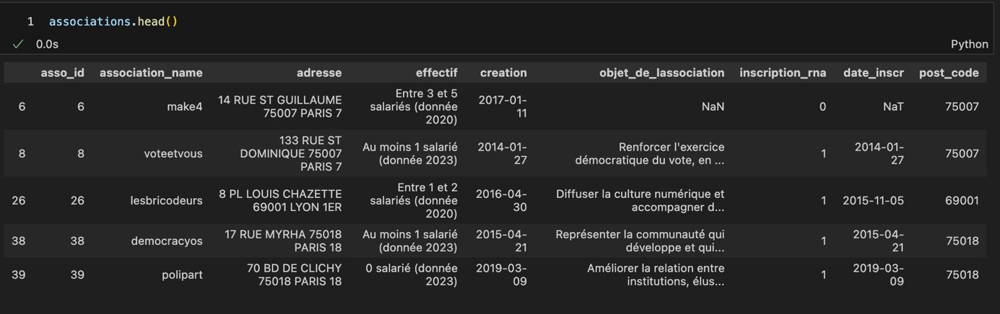 1 associations.head()
0.0s Python
asso_id association_name adresse effectif creation objet_de_lassociation inscription_rna date_inscr post_code
6 6 make4 14 RUE ST GUILLAUME 75007 PARIS 7 Entre 3 et 5 salariés (donnée 2020) 2017-01-11 NaN 0 NaT 75007
8 8 voteetvous 133 RUE ST DOMINIQUE 75007 PARIS 7 Au moins 1 salarié (donnée 2023) 2014-01-27 Renforcer l'exercice démocratique du vote, en ... 1 2014-01-27 75007
26 26 lesbricodeurs 8 PL LOUIS CHAZETTE 69001 LYON 1ER Entre 1 et 2 salariés (donnée 2020) 2016-04-30 Diffuser la culture numérique et accompagner d... 1 2015-11-05 69001
38 38 democracyos 17 RUE MYRHA 75018 PARIS 18 Au moins 1 salarié (donnée 2023) 2015-04-21 Représenter la communauté qui développe et qui... 1 2015-04-21 75018
39 39 polipart 70 BD DE CLICHY 75018 PARIS 18 0 salarié (donnée 2023) 2019-03-09 Améliorer la relation entre institutions, élus... 1 2019-03-09 75018